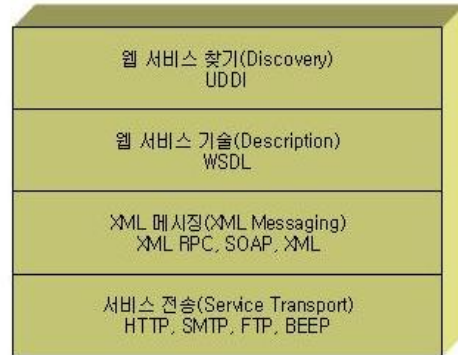 웹 서비스 찾기(Discovery)
UDDI
웹 서비스 기술(Description)
WSDL
XML 메시징(XML Messaging)
XML RPC, SOAP, XML
서비스 전송(Service Transport)
HTTP, SMTP, FTP, BEEP